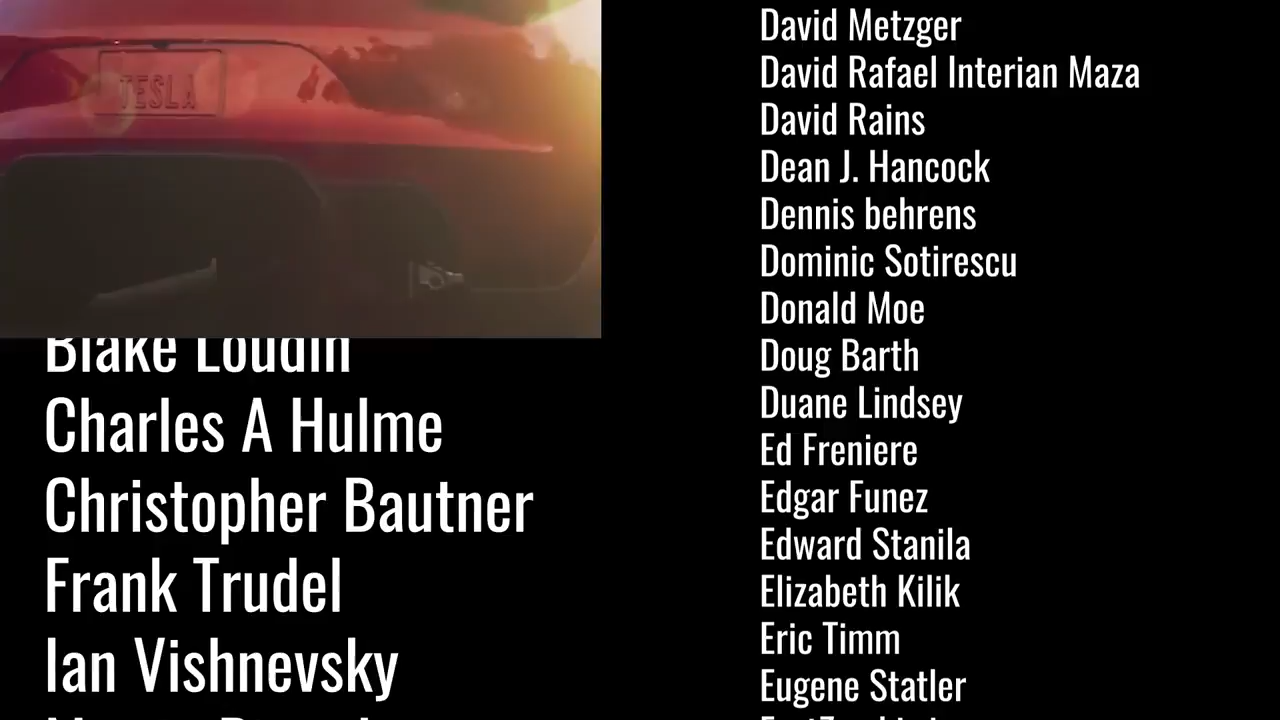 TESLA
Blake Loudin
Charles A Hulme
Christopher Bautner
Frank Trudel
Ian Vishnevsky
David Metzger
David Rafael Interian Maza
David Rains
Dean J. Hancock
Dennis behrens
Dominic Sotirescu
Donald Moe
Doug Barth
Duane Lindsey
Ed Freniere
Edgar Funez
Edward Stanila
Elizabeth Kilik
Eric Timm
Eugene Statler